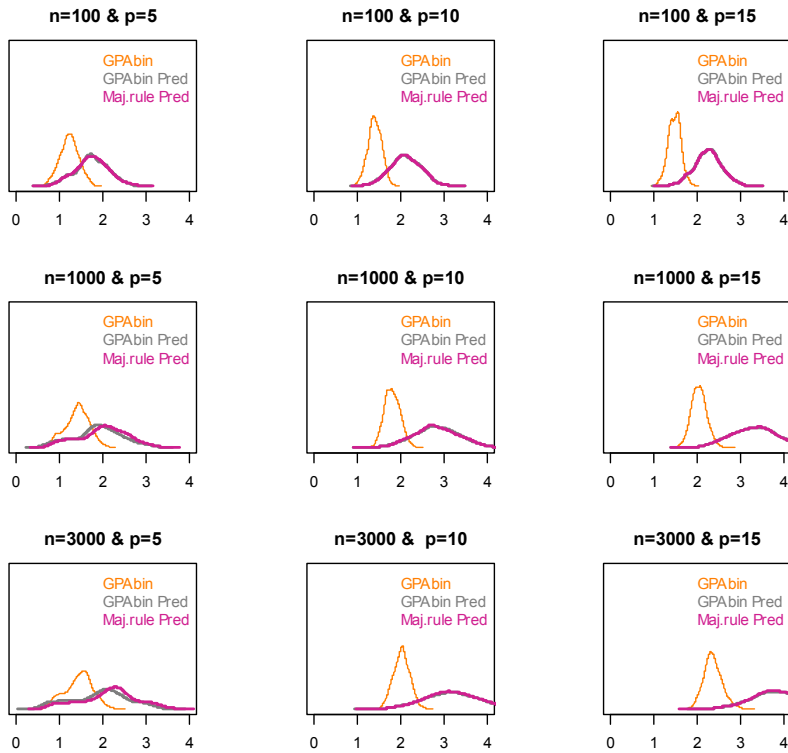 n=100 & p=5
GPAbin
GPAbin Pred
Maj.rule Pred
0 1 2 3 4
n=100 & p=10
GPAbin
GPAbin Pred
Maj.rule Pred
0 1 2 3 4
n=100 & p=15
GPAbin
GPAbin Pred
Maj.rule Pred
0 1 2 3 4
n=1000 & p=5
GPAbin
GPAbin Pred
Maj.rule Pred
0 1 2 3 4
n=1000 & p=10
GPAbin
GPAbin Pred
Maj.rule Pred
0 1 2 3 4
n=1000 & p=15
GPAbin
GPAbin Pred
Maj.rule Pred
0 1 2 3 4
n=3000 & p=5
GPAbin
GPAbin Pred
Maj.rule Pred
0 1 2 3 4
n=3000 & p=10
GPAbin
GPAbin Pred
Maj.rule Pred
0 1 2 3 4
n=3000 & p=15
GPAbin
GPAbin Pred
Maj.rule Pred
0 1 2 3 4